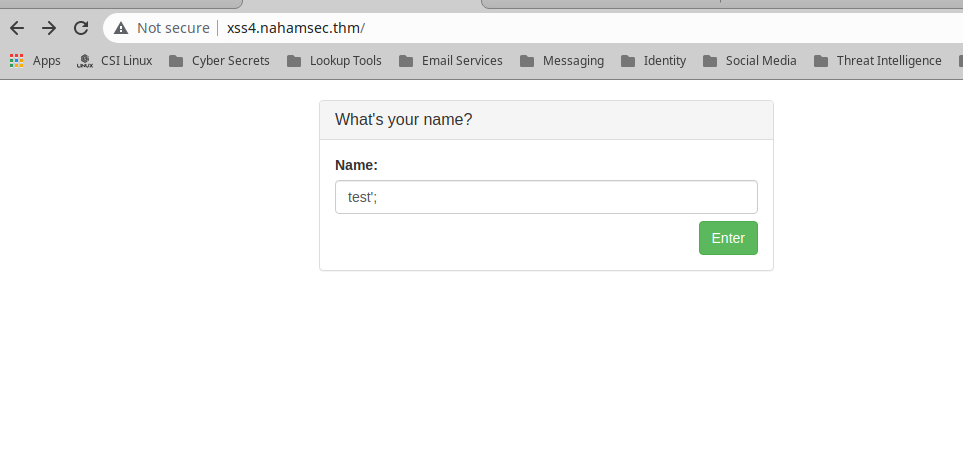 Not secure | xss4.nahamsec.thm/
Apps CSI Linux Cyber Secrets Lookup Tools Email Services Messaging Identity Social Media Threat Intelligence
What's your name?
Name:
test';
Enter